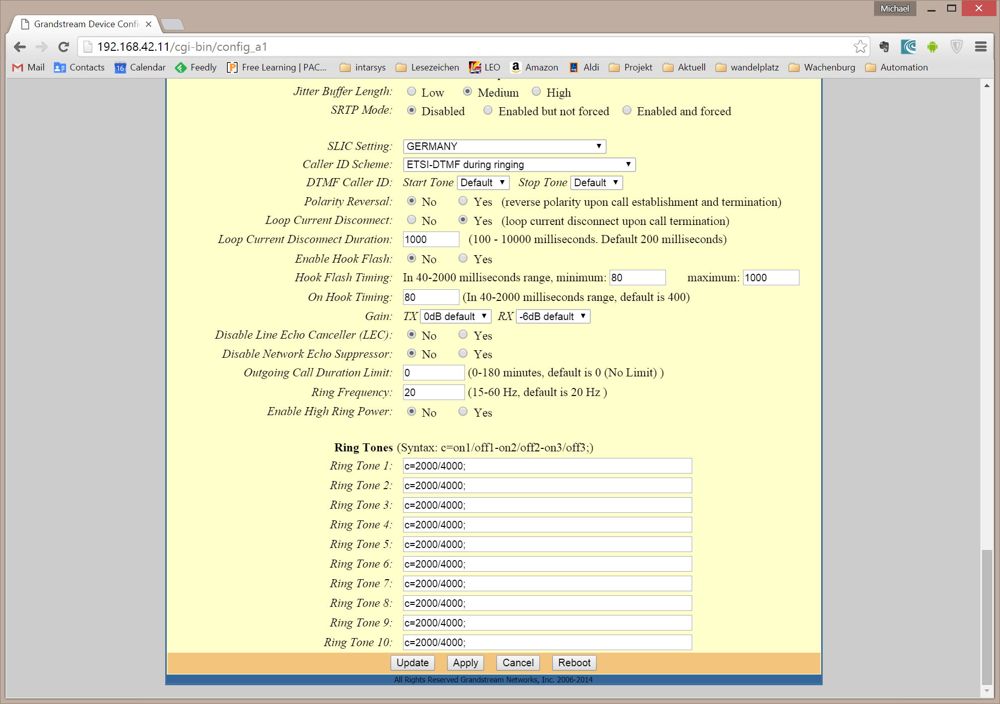 Michael
Grandstream Device Confi
192.168.42.11/cgi-bin/config_a1
Mail Contacts 16 Calendar Feedly [P] Free Learning | PAC... intarsys Lesezeichen LEO a Amazon ALDI Aldi Projekt Aktuell wandelplatz Wachenburg Automation
Jitter Buffer Length: Low Medium High
SRTP Mode: Disabled Enabled but not forced Enabled and forced
SLIC Setting: GERMANY
Caller ID Scheme: ETSI-DTMF during ringing
DTMF Caller ID: Start Tone Default Stop Tone Default
Polarity Reversal: No Yes (reverse polarity upon call establishment and termination)
Loop Current Disconnect: No Yes (loop current disconnect upon call termination)
Loop Current Disconnect Duration: 1000 (100 - 10000 milliseconds. Default 200 milliseconds)
Enable Hook Flash: No Yes
Hook Flash Timing: In 40-2000 milliseconds range, minimum: 80 maximum: 1000
On Hook Timing: 80 (In 40-2000 milliseconds range, default is 400)
Gain: TX 0dB default RX -6dB default
Disable Line Echo Canceller (LEC): No Yes
Disable Network Echo Suppressor: No Yes
Outgoing Call Duration Limit: 0 (0-180 minutes, default is 0 (No Limit) )
Ring Frequency: 20 (15-60 Hz, default is 20 Hz )
Enable High Ring Power: No Yes
Ring Tones (Syntax: c=on1/off1-on2/off2-on3/off3;)
Ring Tone 1: c=2000/4000;
Ring Tone 2: c=2000/4000;
Ring Tone 3: c=2000/4000;
Ring Tone 4: c=2000/4000;
Ring Tone 5: c=2000/4000;
Ring Tone 6: c=2000/4000;
Ring Tone 7: c=2000/4000;
Ring Tone 8: c=2000/4000;
Ring Tone 9: c=2000/4000;
Ring Tone 10: c=2000/4000;
Update Apply Cancel Reboot
All Rights Reserved Grandstream Networks, Inc. 2006-2014